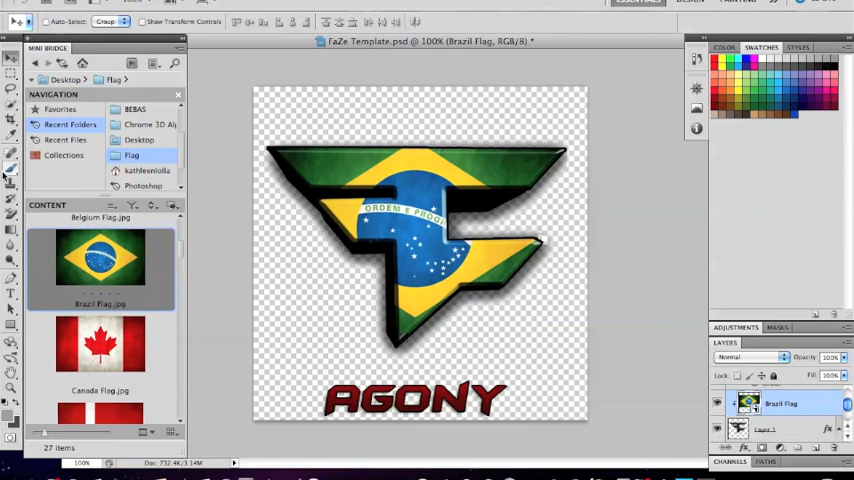 Auto-Select:
Group
Show Transform Controls
ESSENTIALS
DESIGN
PAINTING
MINI BRIDGE
FaZe Template.psd @ 100% (Brazil Flag, RGB/8) *
COLOR
SWATCHES
STYLES
Desktop
Flag
NAVIGATION
Favorites
Recent Folders
Recent Files
Collections
BEBAS
Chrome 3D Alp
Desktop
Flag
kathleenlolla
Photoshop
CONTENT
Belgium Flag.jpg
Brazil Flag.jpg
Canada Flag.jpg
27 items
ORDEM E PROG
AGONY
100%
Doc: 732.4K/3.14M
ADJUSTMENTS
MASKS
LAYERS
Normal
Opacity:
100%
Lock:
Fill:
100%
Brazil Flag
Layer 1
fx
CHANNELS
PATHS